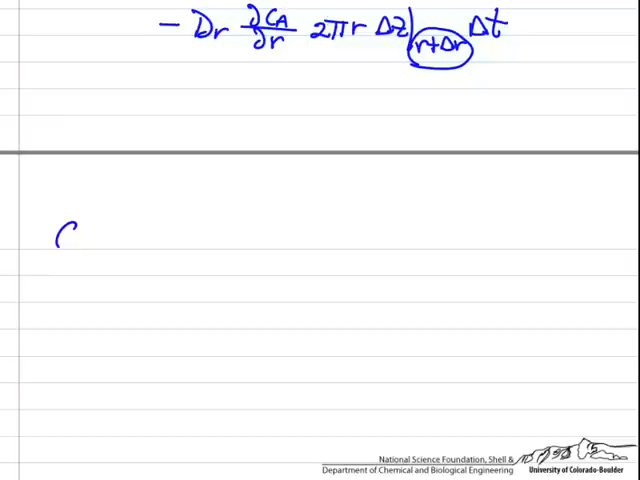 − Dr ∂CA/∂r 2πr Δz|r+Δr Δt
C
National Science Foundation, Shell &
Department of Chemical and Biological Engineering
University of Colorado-Boulder